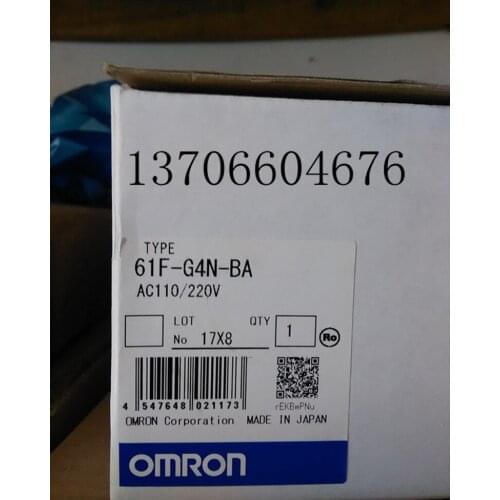 13706604676
TYPE
61F-G4N-BA
AC110/220V
LOT
No 17X8
QTY
1
Ro
4 547648 021173
rEKBwPNu
OMRON Corporation MADE IN JAPAN
OMRON